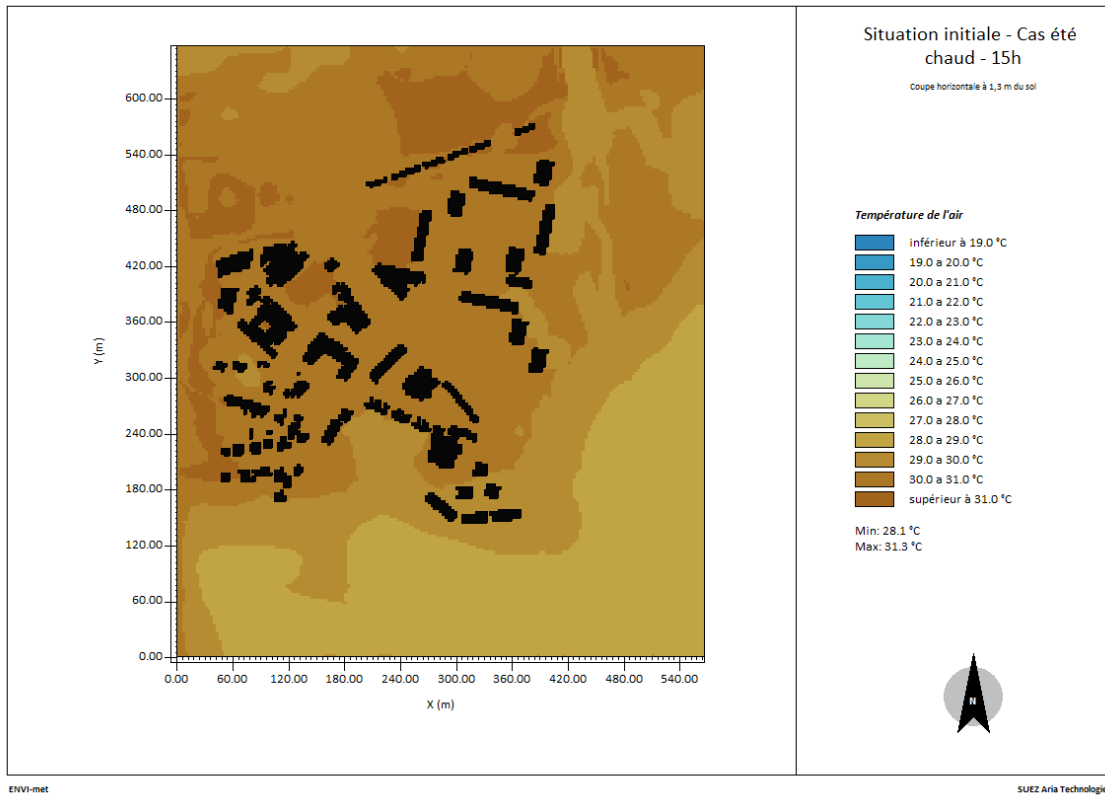 Situation initiale - Cas été
chaud - 15h
Coupe horizontale à 1,3 m du sol
600.00
540.00
480.00
420.00
360.00
300.00
240.00
180.00
120.00
60.00
0.00
Y (m)
0.00 60.00 120.00 180.00 240.00 300.00 360.00 420.00 480.00 540.00
X (m)
Température de l'air
inférieur à 19.0 °C
19.0 a 20.0 °C
20.0 a 21.0 °C
21.0 a 22.0 °C
22.0 a 23.0 °C
23.0 a 24.0 °C
24.0 a 25.0 °C
25.0 a 26.0 °C
26.0 a 27.0 °C
27.0 a 28.0 °C
28.0 a 29.0 °C
29.0 a 30.0 °C
30.0 a 31.0 °C
supérieur à 31.0 °C
Min: 28.1 °C
Max: 31.3 °C
N
ENVI-met
SUEZ Aria Technologie